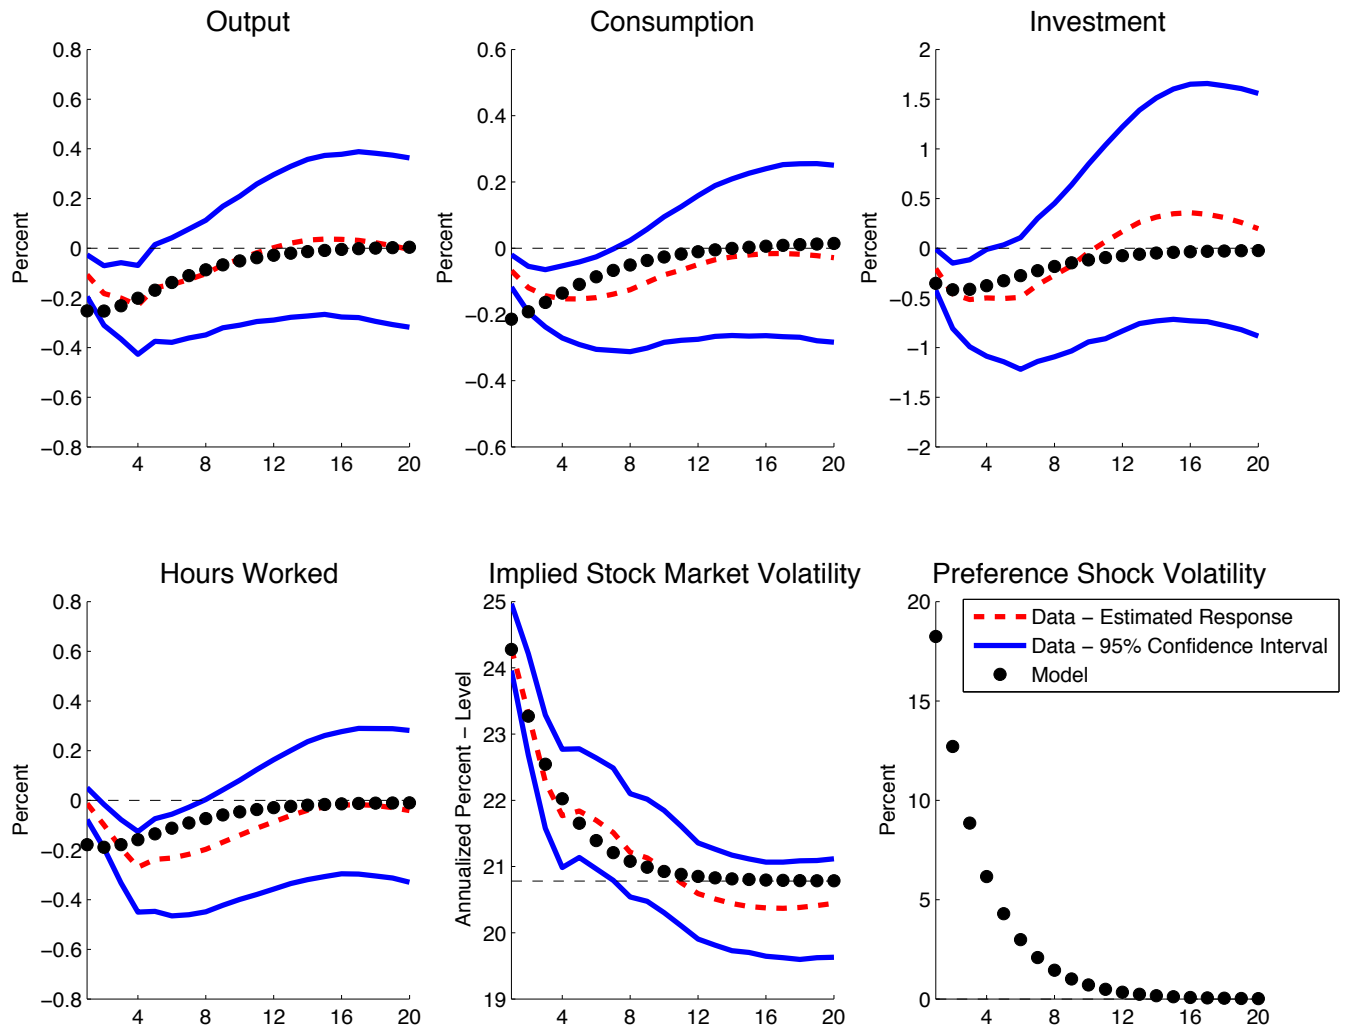 Output
Consumption
Investment
0.8
0.6
0.4
0.2
0
−0.2
−0.4
−0.6
−0.8
Percent
4 8 12 16 20
0.6
0.4
0.2
0
−0.2
−0.4
−0.6
Percent
4 8 12 16 20
2
1.5
1
0.5
0
−0.5
−1
−1.5
−2
Percent
4 8 12 16 20
Hours Worked
Implied Stock Market Volatility
Preference Shock Volatility
0.8
0.6
0.4
0.2
0
−0.2
−0.4
−0.6
−0.8
Percent
4 8 12 16 20
25
24
23
22
21
20
19
Annualized Percent − Level
4 8 12 16 20
20
15
10
5
0
Percent
4 8 12 16 20
Data − Estimated Response
Data − 95% Confidence Interval
Model